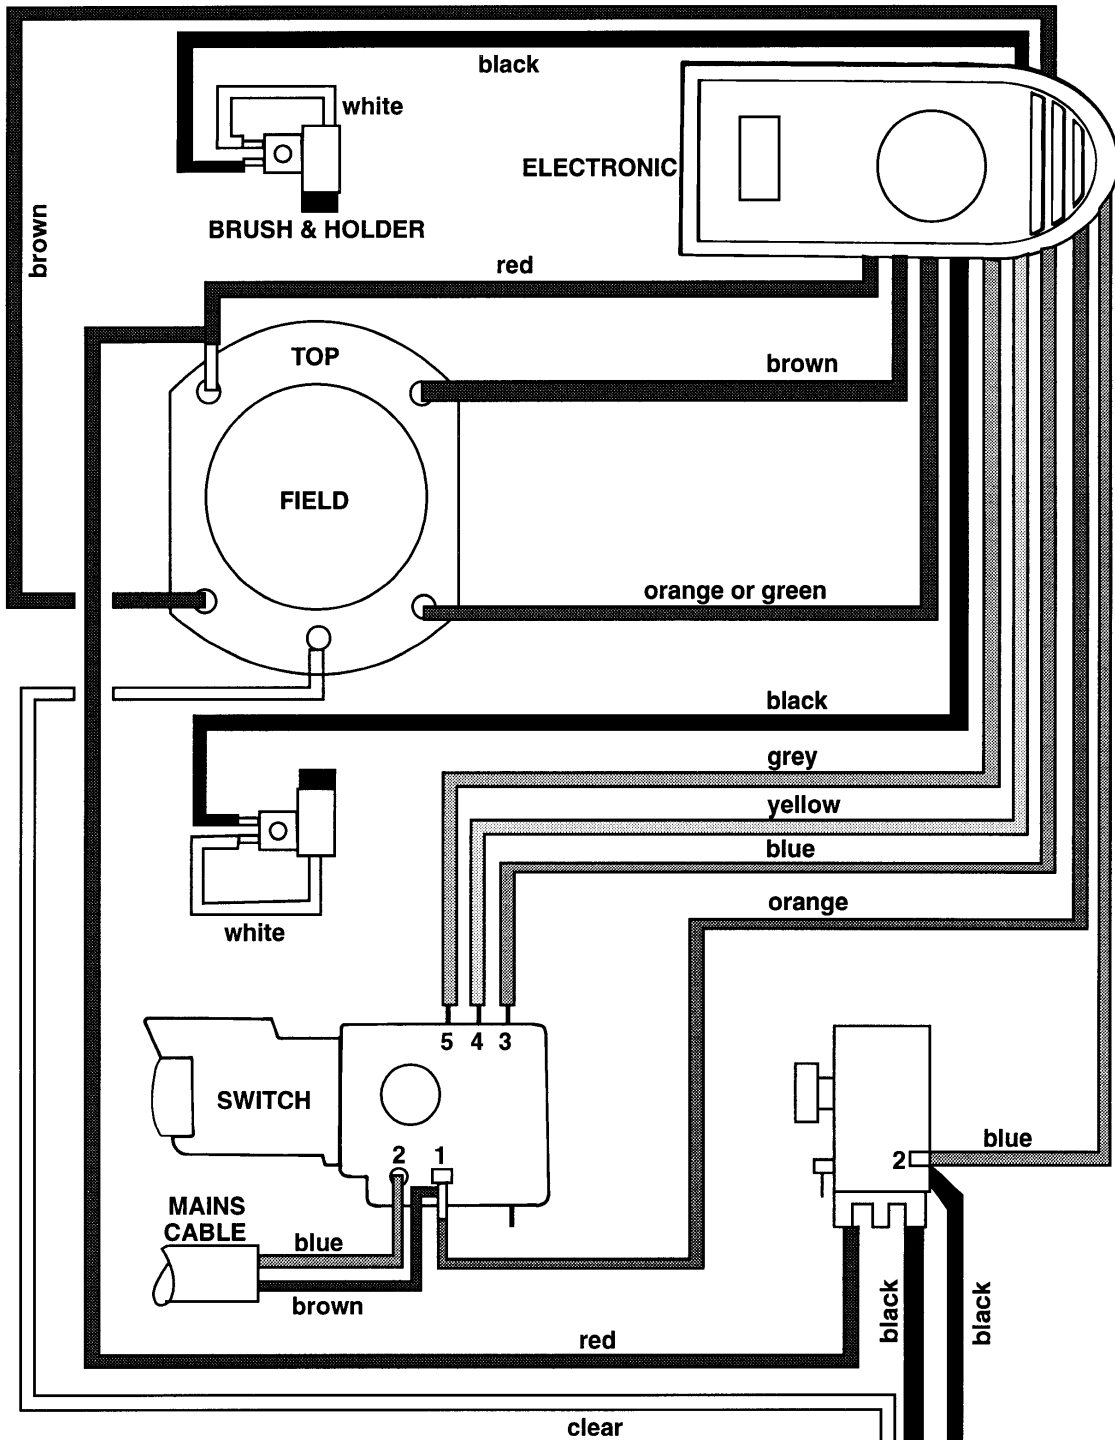 black
white
ELECTRONIC
BRUSH & HOLDER
brown
red
TOP
brown
FIELD
orange or green
black
grey
yellow
blue
orange
white
5 4 3
SWITCH
2 1
blue
2
MAINS
CABLE
blue
brown
black
black
red
clear